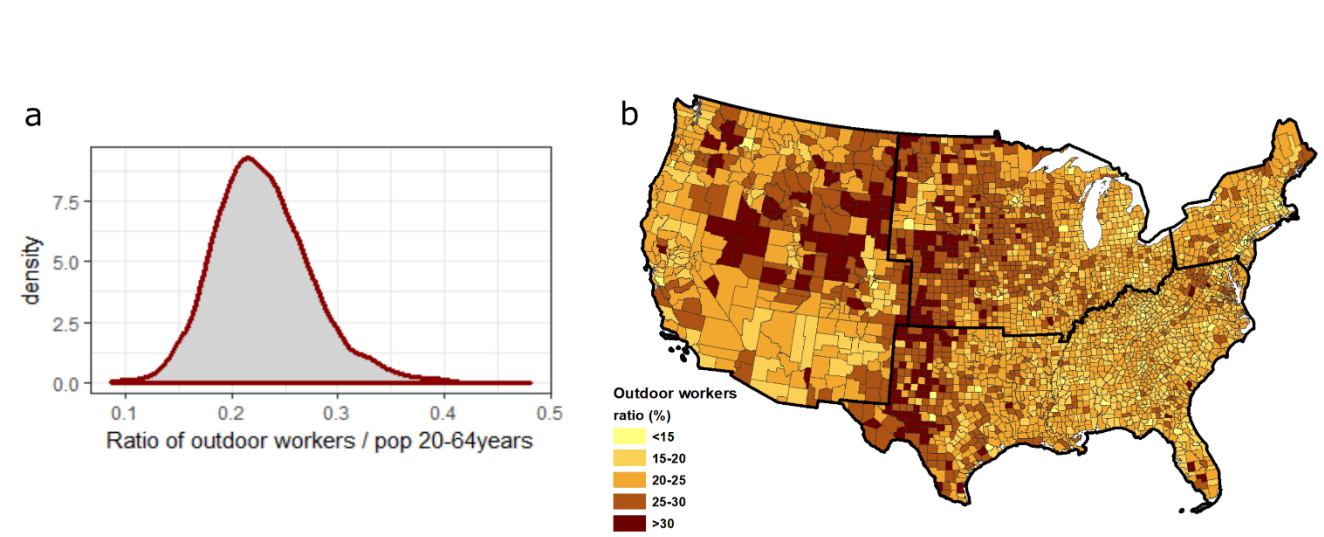 a
7.5
5.0
2.5
0.0
density
0.1 0.2 0.3 0.4 0.5
Ratio of outdoor workers / pop 20-64years
b
Outdoor workers
ratio (%)
<15
15-20
20-25
25-30
>30